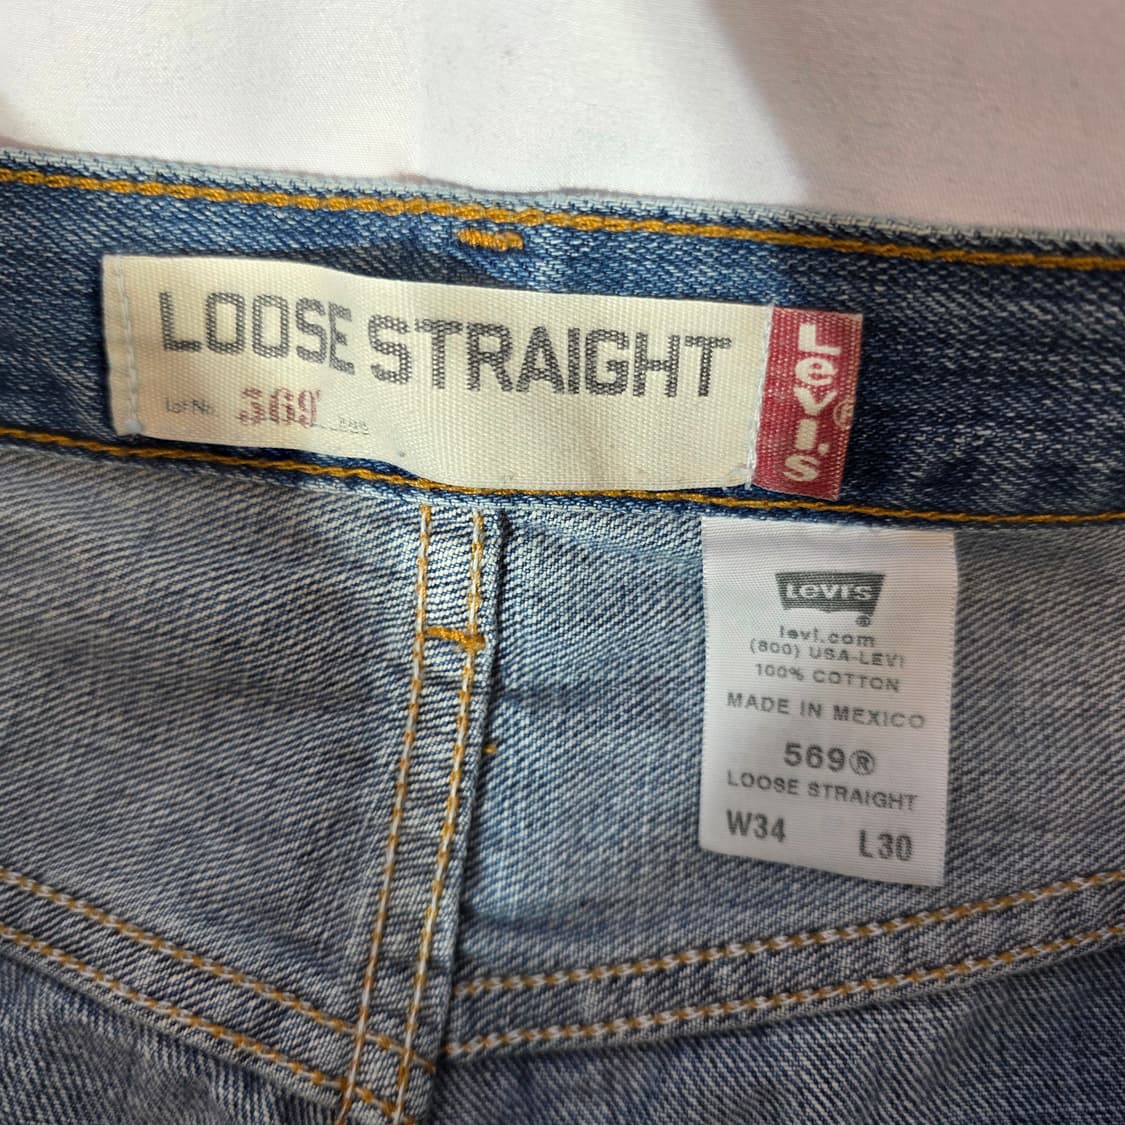 LOOSE STRAIGHT
Lot No. 569
LEVI'S®
LEVI'S
®
levi.com
(800) USA-LEVI
100% COTTON
MADE IN MEXICO
569®
LOOSE STRAIGHT
W34 L30